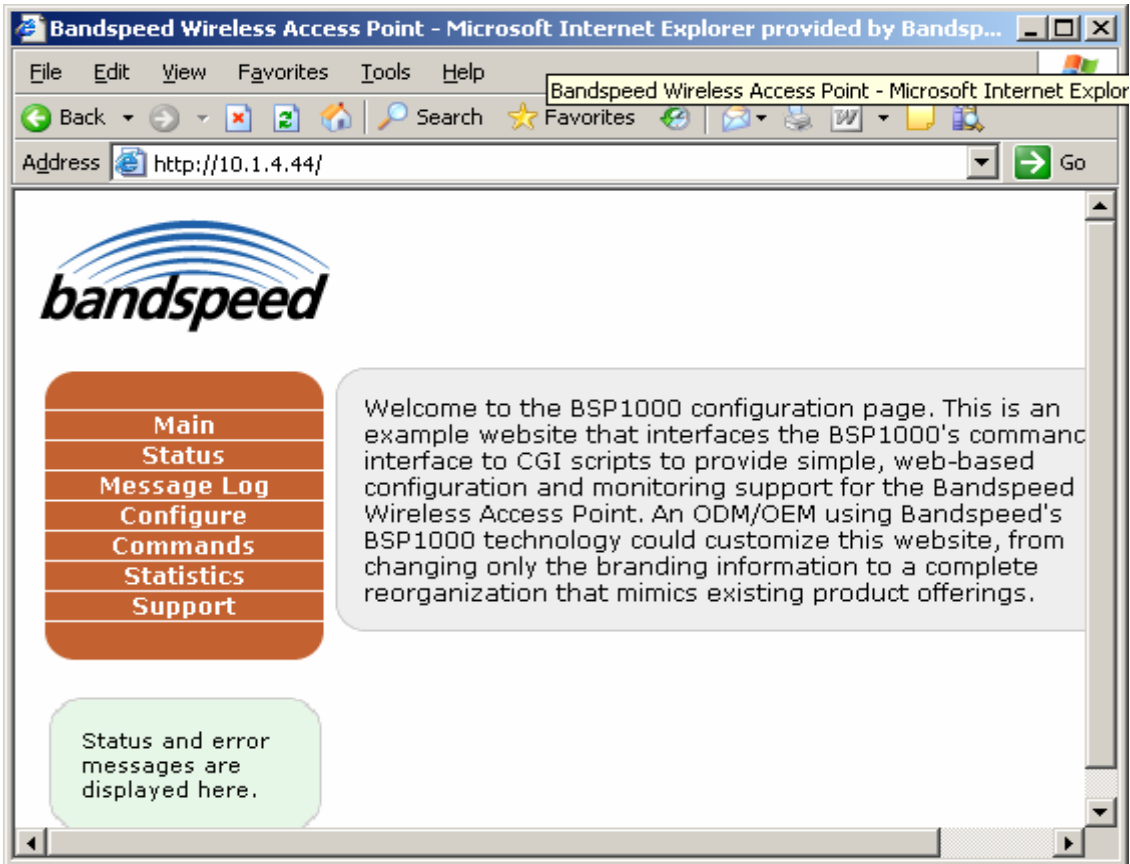 Bandspeed Wireless Access Point - Microsoft Internet Explorer provided by Bandsp...
File Edit View Favorites Tools Help
Bandspeed Wireless Access Point - Microsoft Internet Explor
Back Search Favorites
Address http://10.1.4.44/ Go
bandspeed
Main
Status
Message Log
Configure
Commands
Statistics
Support
Welcome to the BSP1000 configuration page. This is an
example website that interfaces the BSP1000's comman
interface to CGI scripts to provide simple, web-based
configuration and monitoring support for the Bandspeed
Wireless Access Point. An ODM/OEM using Bandspeed's
BSP1000 technology could customize this website, from
changing only the branding information to a complete
reorganization that mimics existing product offerings.
Status and error
messages are
displayed here.